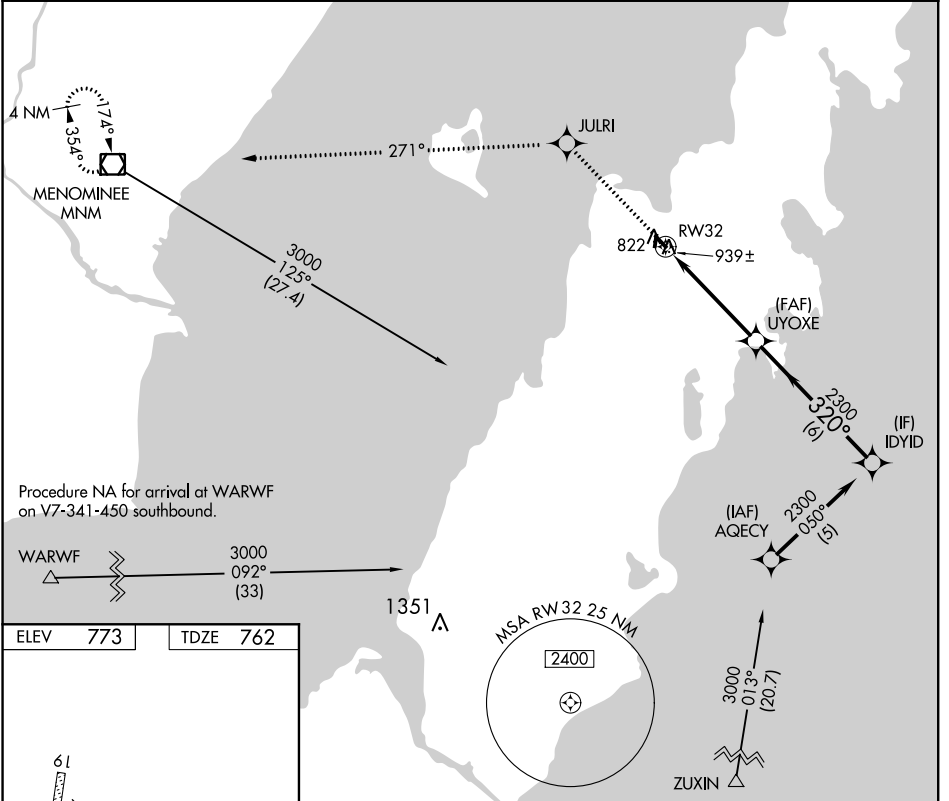 JULRI
4 NM
174°
354°
271°
MENOMINEE
MNM
RW32
822
939±
3000
125°
(27.4)
(FAF)
UYOXE
2300
320°
(6)
(IF)
IDYID
Procedure NA for arrival at WARWF
on V7-341-450 southbound.
(IAF)
AQECY
2300
050°
(5)
WARWF
3000
092°
(33)
1351
MSA RW32 25 NM
2400
3000
013°
(20.7)
ZUXIN
ELEV 773
TDZE 762
19